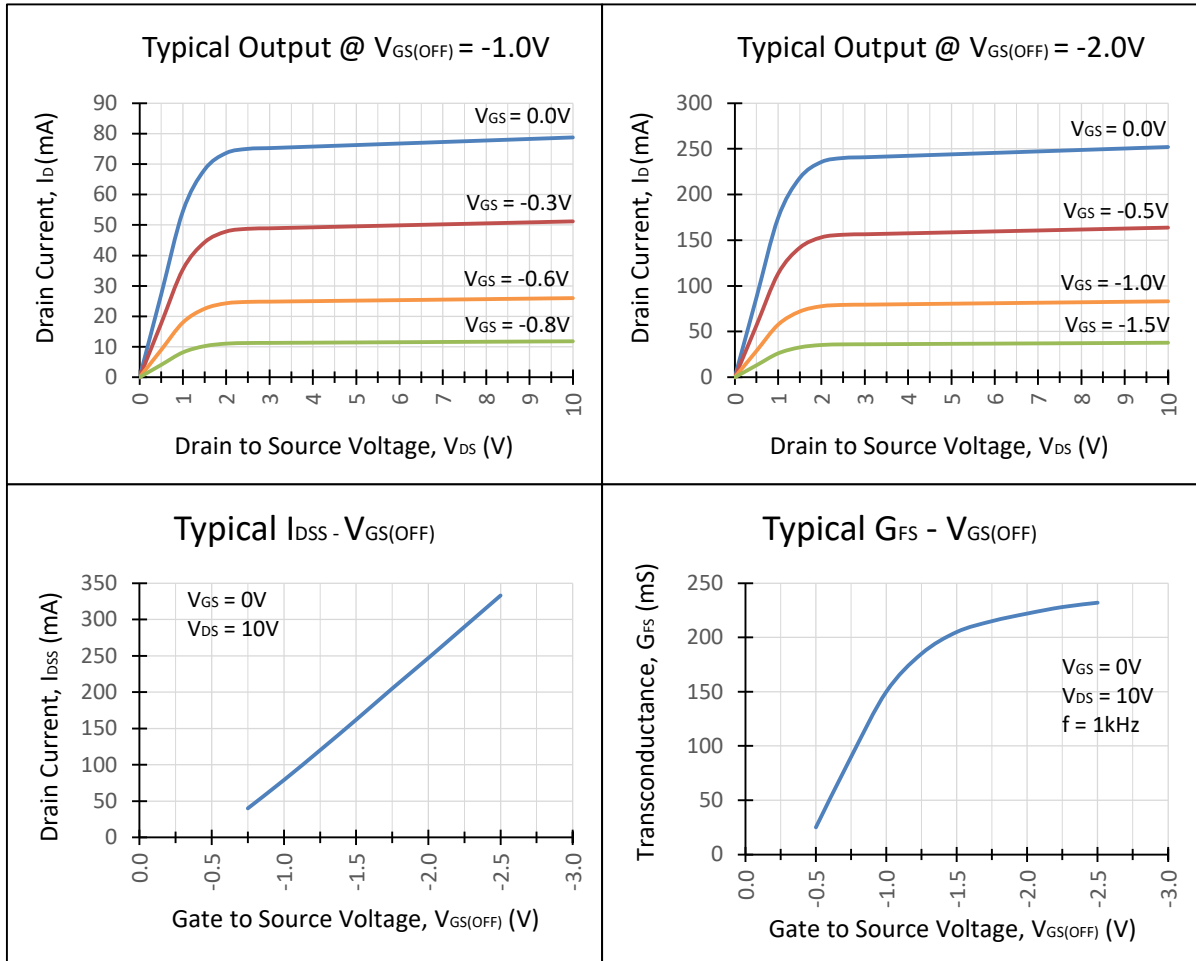 Typical Output @ VGS(OFF) = -1.0V
Drain Current, ID (mA)
90
80
70
60
50
40
30
20
10
0
VGS = 0.0V
VGS = -0.3V
VGS = -0.6V
VGS = -0.8V
0 1 2 3 4 5 6 7 8 9 10
Drain to Source Voltage, VDS (V)
Typical Output @ VGS(OFF) = -2.0V
Drain Current, ID (mA)
300
250
200
150
100
50
0
VGS = 0.0V
VGS = -0.5V
VGS = -1.0V
VGS = -1.5V
0 1 2 3 4 5 6 7 8 9 10
Drain to Source Voltage, VDS (V)
Typical IDSS - VGS(OFF)
Drain Current, IDSS (mA)
350
300
250
200
150
100
50
0
VGS = 0V
VDS = 10V
0.0 -0.5 -1.0 -1.5 -2.0 -2.5 -3.0
Gate to Source Voltage, VGS(OFF) (V)
Typical GFS - VGS(OFF)
Transconductance, GFS (mS)
250
200
150
100
50
0
VGS = 0V
VDS = 10V
f = 1kHz
0.0 -0.5 -1.0 -1.5 -2.0 -2.5 -3.0
Gate to Source Voltage, VGS(OFF) (V)